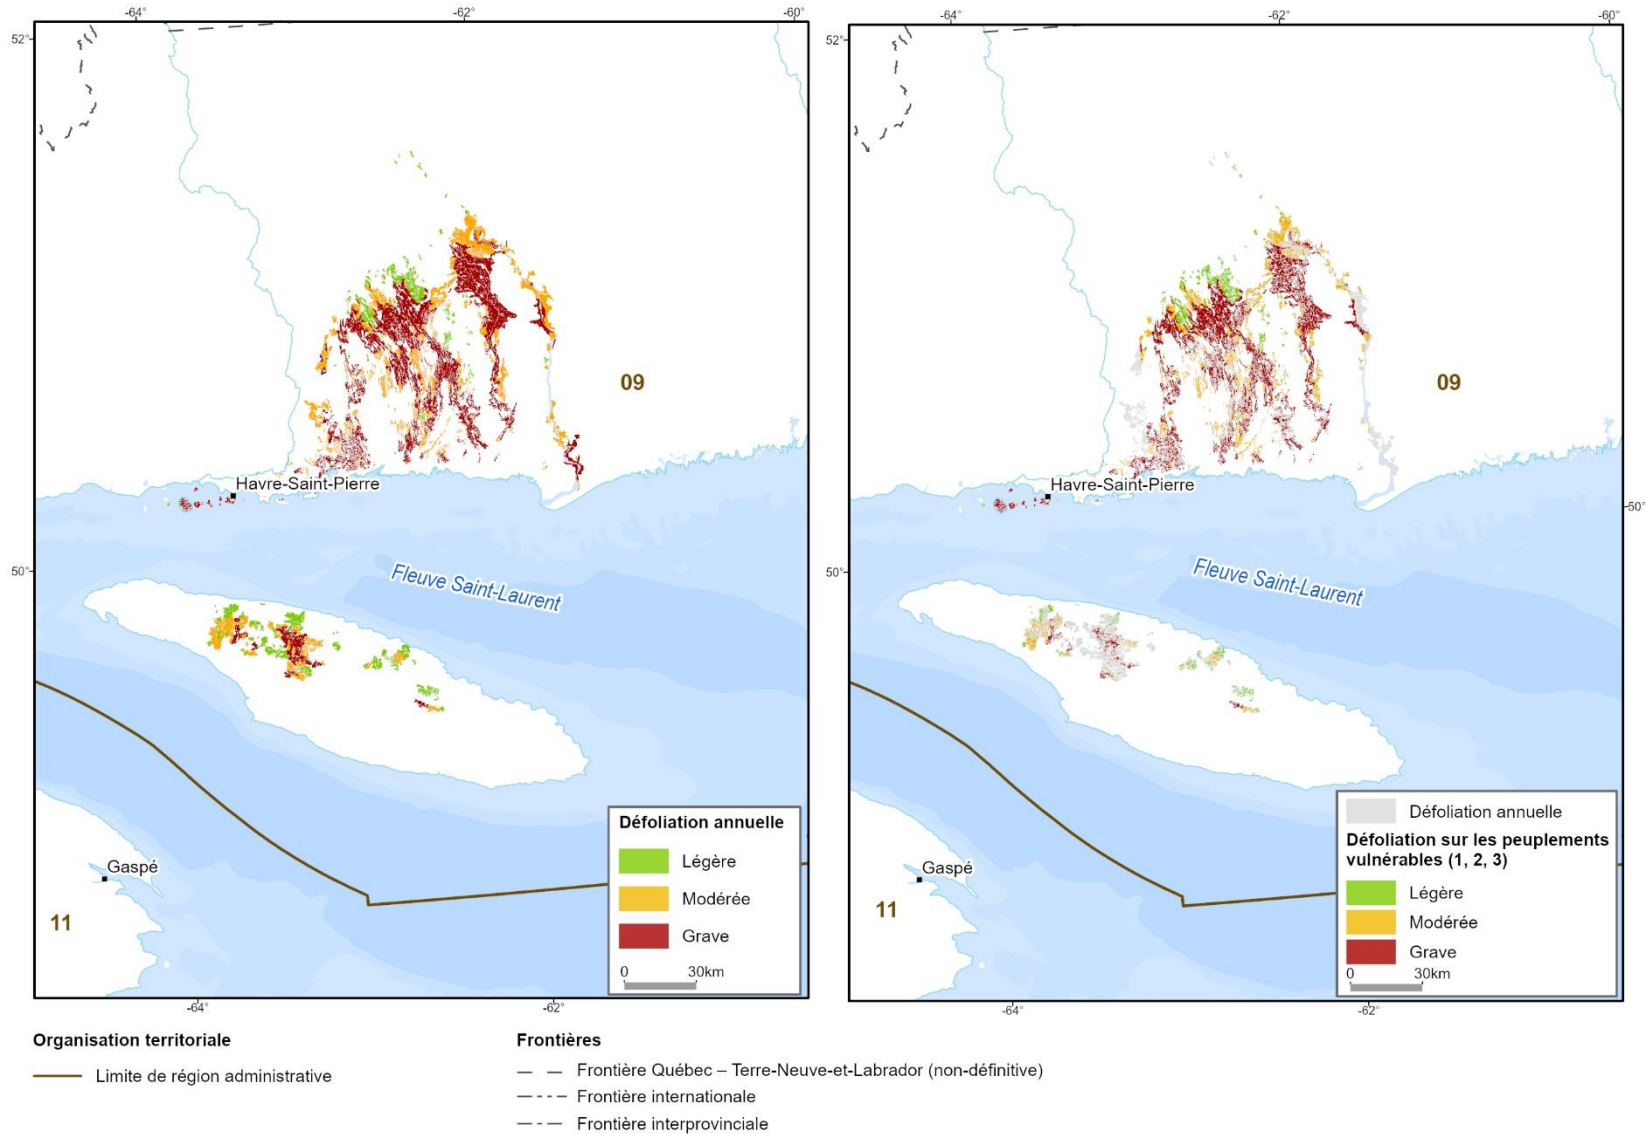 -64°
-62°
-60°
52°
09
Havre-Saint-Pierre
50°
Fleuve Saint-Laurent
Gaspé
11
Défoliation annuelle
Légère
Modérée
Grave
0 30km
-64°
-62°
-64°
-62°
-60°
52°
09
Havre-Saint-Pierre
50°
50°
Fleuve Saint-Laurent
Gaspé
11
Défoliation annuelle
Défoliation sur les peuplements
vulnérables (1, 2, 3)
Légère
Modérée
Grave
0 30km
-64°
-62°
Organisation territoriale
Limite de région administrative
Frontières
Frontière Québec – Terre-Neuve-et-Labrador (non-définitive)
Frontière internationale
Frontière interprovinciale